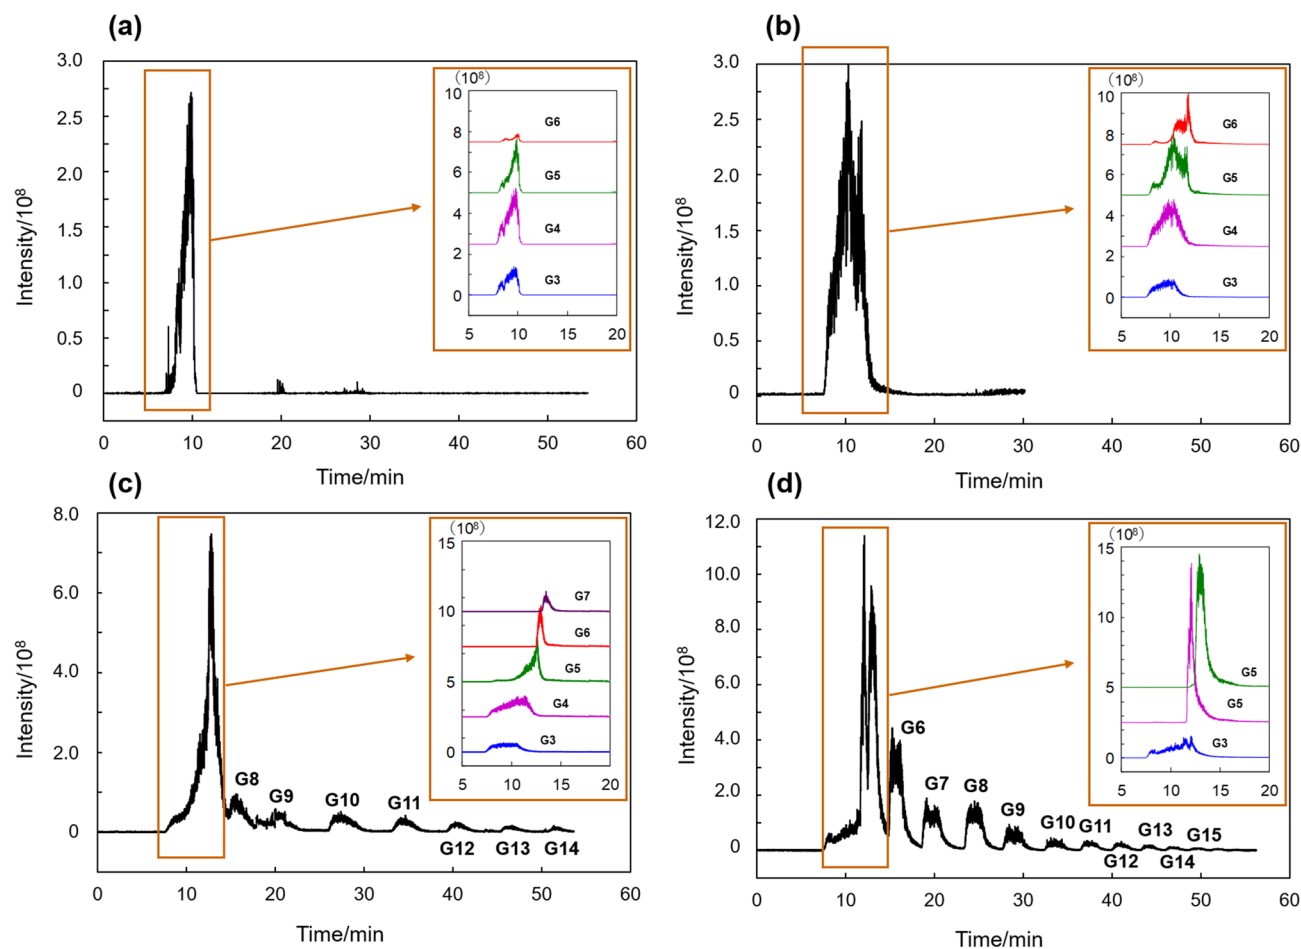 (a)
3.0
2.5
2.0
1.5
1.0
0.5
0
Intensity/10⁸
0 10 20 30 40 50 60
Time/min
(10⁸)
10
8
6
4
2
0
G6
G5
G4
G3
5 10 15 20
(b)
3.0
2.5
2.0
1.5
1.0
0.5
0
Intensity/10⁸
0 10 20 30 40 50 60
Time/min
(10⁸)
10
8
6
4
2
0
G6
G5
G4
G3
5 10 15 20
(c)
8.0
7.0
6.0
4.0
2.0
0
Intensity/10⁸
0 10 20 30 40 50 60
Time/min
G8
G9
G10
G11
G12
G13
G14
(10⁸)
15
10
5
0
G7
G6
G5
G4
G3
5 10 15 20
(d)
12.0
10.0
8.0
6.0
4.0
2.0
0
Intensity/10⁸
0 10 20 30 40 50 60
Time/min
G6
G7
G8
G9
G10
G11
G12
G13
G14
G15
(10⁸)
15
10
5
0
G5
G5
G3
5 10 15 20